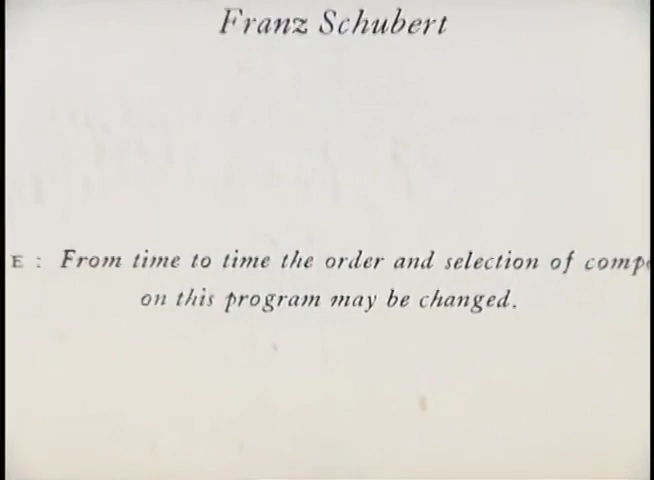 Franz Schubert
E : From time to time the order and selection of comp
on this program may be changed.